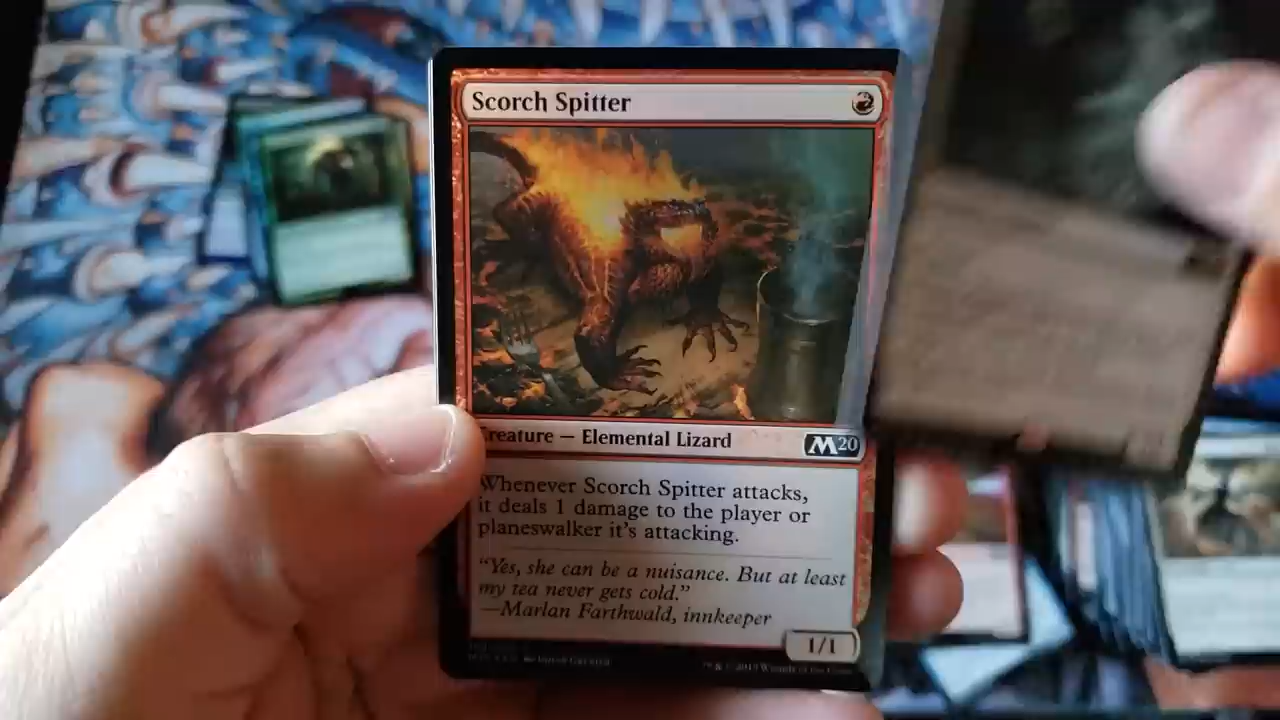 Scorch Spitter
Creature — Elemental Lizard
M20
Whenever Scorch Spitter attacks,
it deals 1 damage to the player or
planeswalker it's attacking.
“Yes, she can be a nuisance. But at least
my tea never gets cold.”
—Marlan Farthwald, innkeeper
1/1